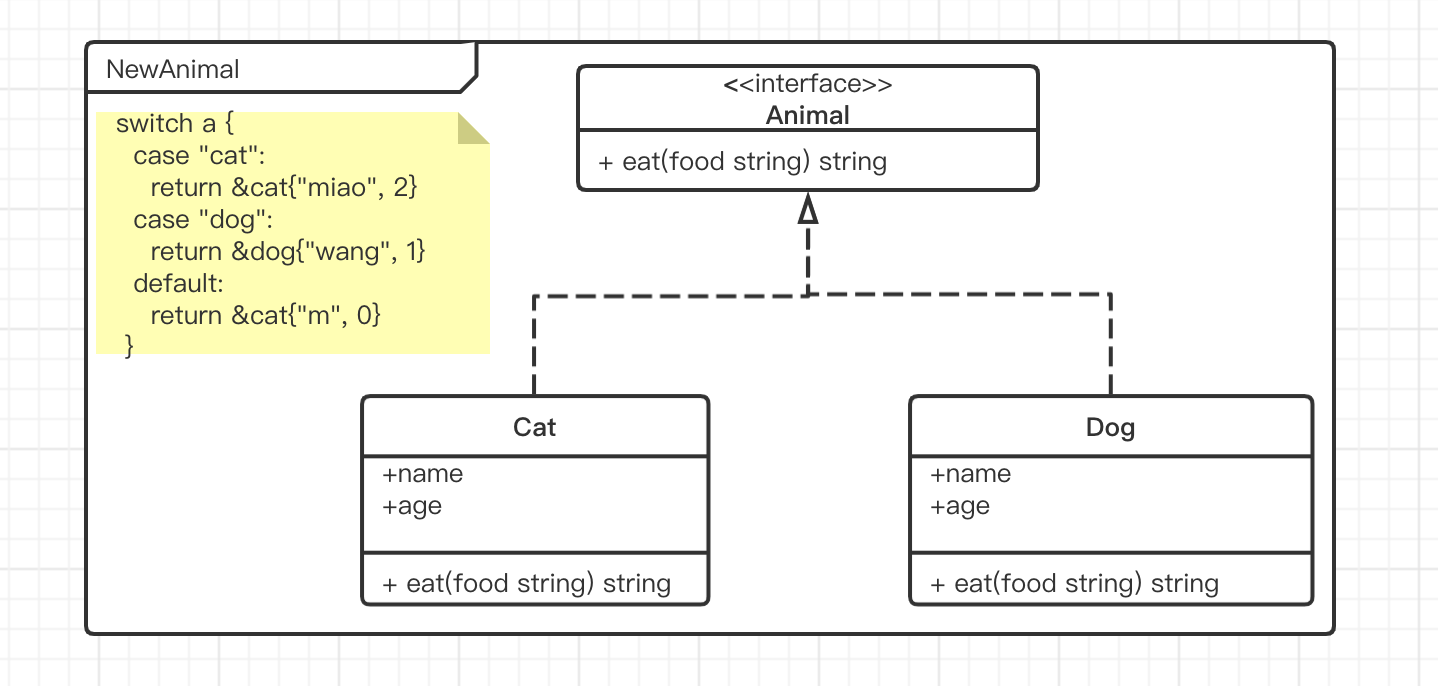 NewAnimal
switch a {
case "cat":
return &cat{"miao", 2}
case "dog":
return &dog{"wang", 1}
default:
return &cat{"m", 0}
}
<<interface>>
Animal
+ eat(food string) string
Cat
+name
+age
+ eat(food string) string
Dog
+name
+age
+ eat(food string) string